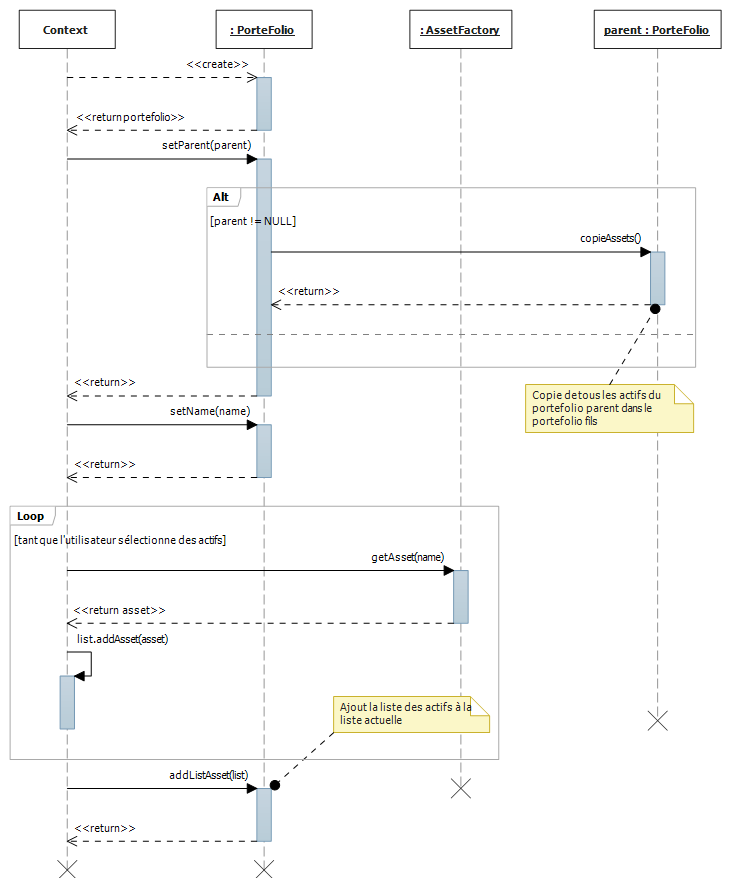 Context
: PorteFolio
: AssetFactory
parent : PorteFolio
<<create>>
<<return portefolio>>
setParent(parent)
Alt
[parent != NULL]
copieAssets()
<<return>>
<<return>>
Copie de tous les actifs du
portefolio parent dans le
portefolio fils
setName(name)
<<return>>
Loop
[tant que l'utilisateur sélectionne des actifs]
getAsset(name)
<<return asset>>
list.addAsset(asset)
Ajout la liste des actifs à la
liste actuelle
addListAsset(list)
<<return>>